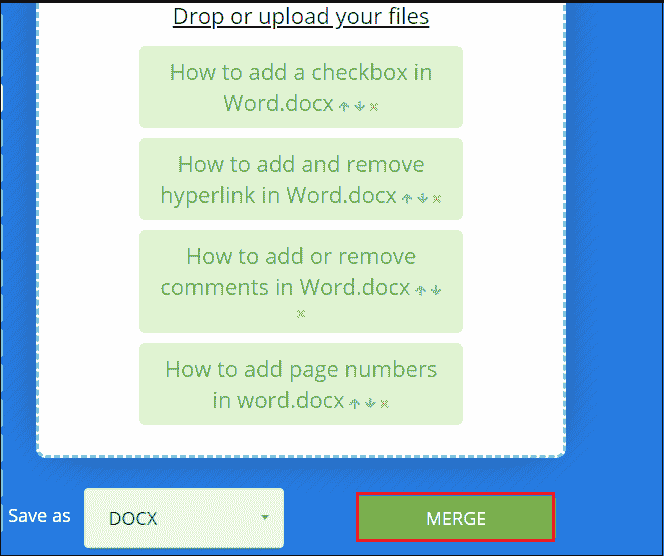 Drop or upload your files
How to add a checkbox in
Word.docx
How to add and remove
hyperlink in Word.docx
How to add or remove
comments in Word.docx
How to add page numbers
in word.docx
Save as
DOCX
MERGE